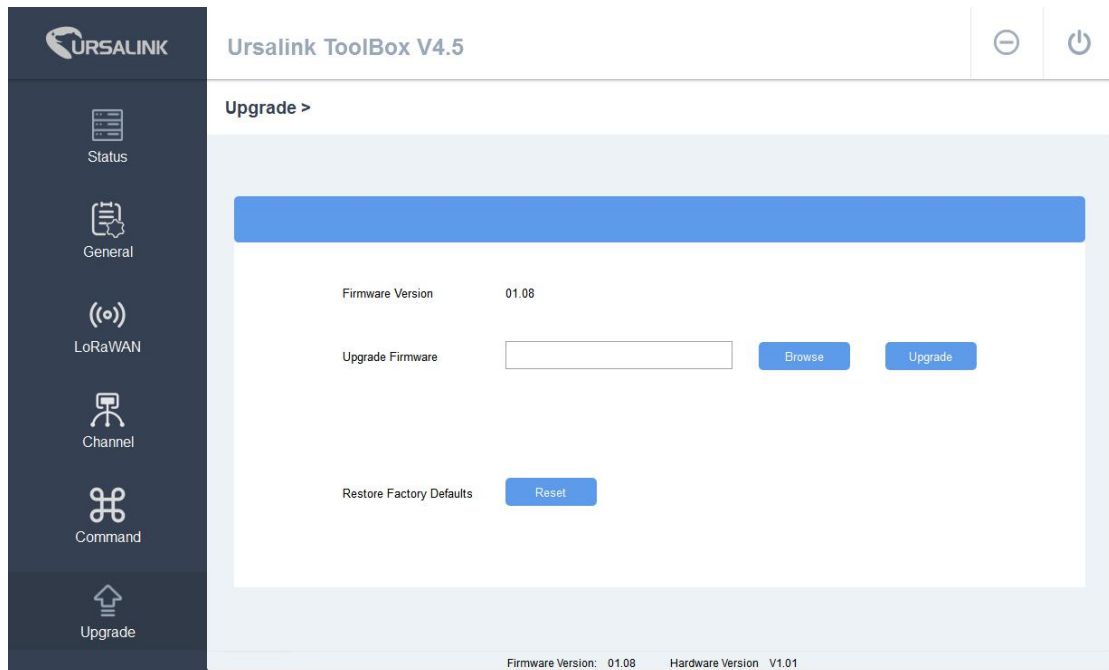 URSALINK
Ursalink ToolBox V4.5
Upgrade >
Status
General
LoRaWAN
Channel
Command
Upgrade
Firmware Version 01.08
Upgrade Firmware Browse Upgrade
Restore Factory Defaults Reset
Firmware Version: 01.08 Hardware Version V1.01